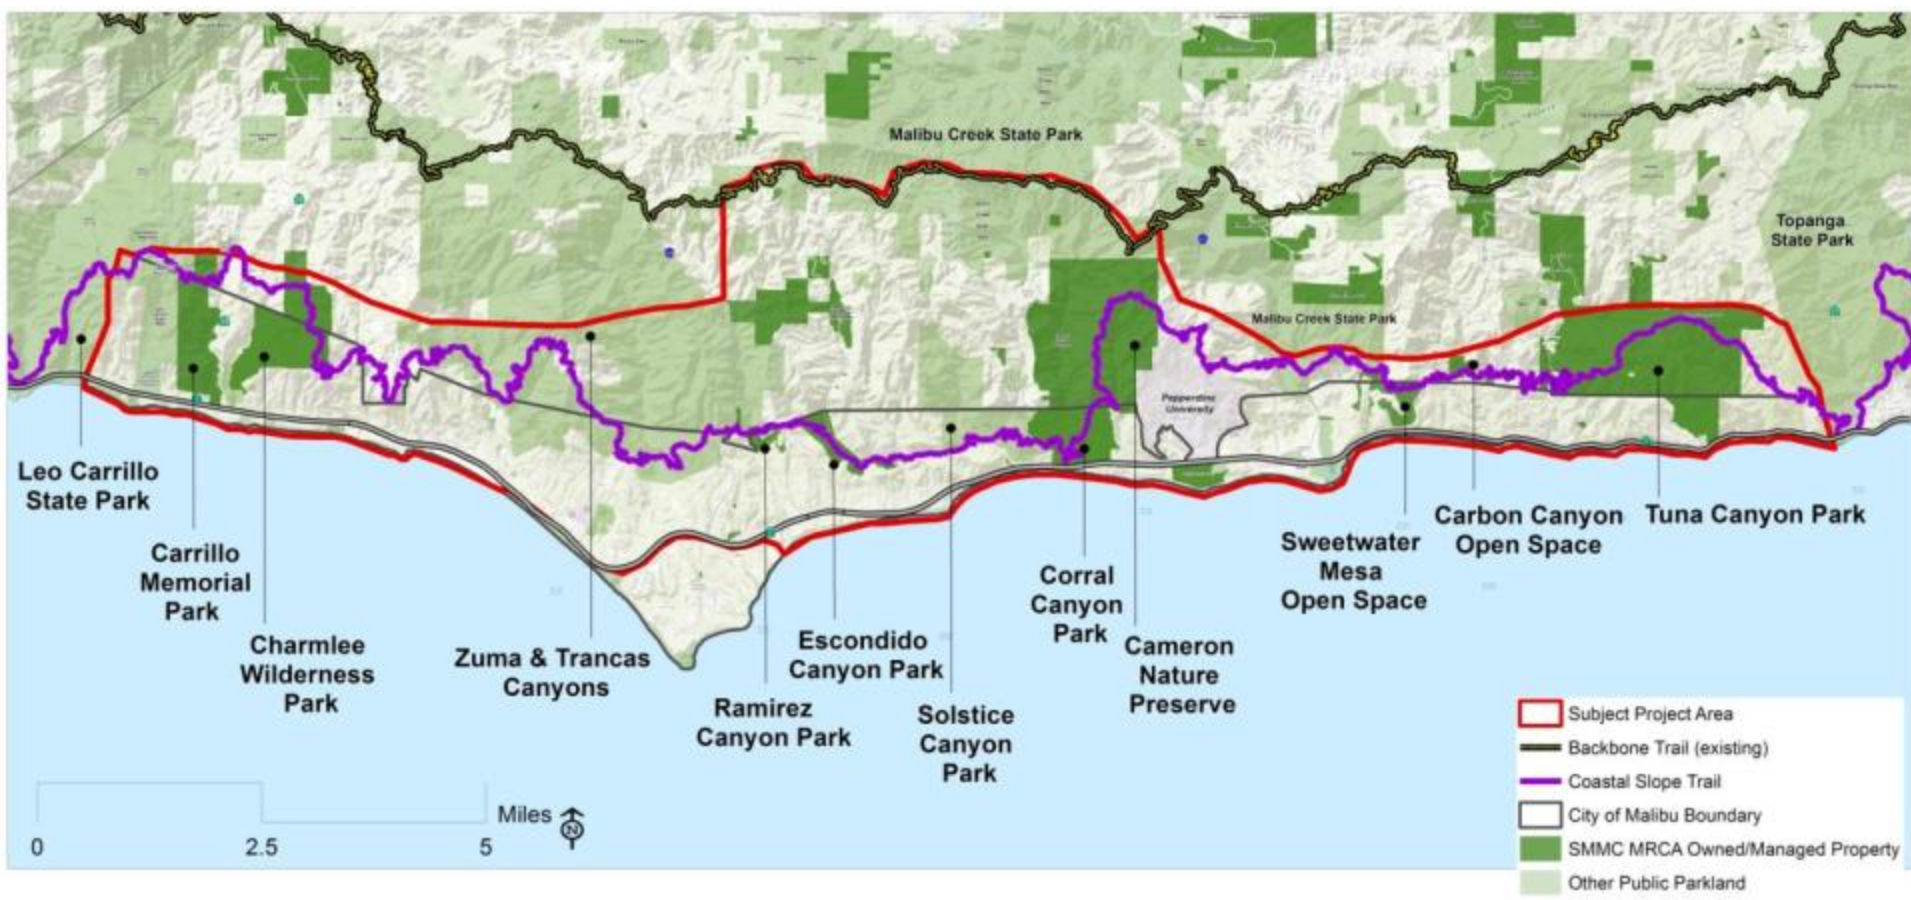 Malibu Creek State Park
Topanga
State Park
Malibu Creek State Park
Pepperdine
University
Leo Carrillo
State Park
Carrillo
Memorial
Park
Charmlee
Wilderness
Park
Zuma & Trancas
Canyons
Ramirez
Canyon Park
Escondido
Canyon Park
Solstice
Canyon
Park
Corral
Canyon
Park
Cameron
Nature
Preserve
Sweetwater
Mesa
Open Space
Carbon Canyon
Open Space
Tuna Canyon Park
Subject Project Area
Backbone Trail (existing)
Coastal Slope Trail
City of Malibu Boundary
SMMC MRCA Owned/Managed Property
Other Public Parkland
Miles
N
0
2.5
5